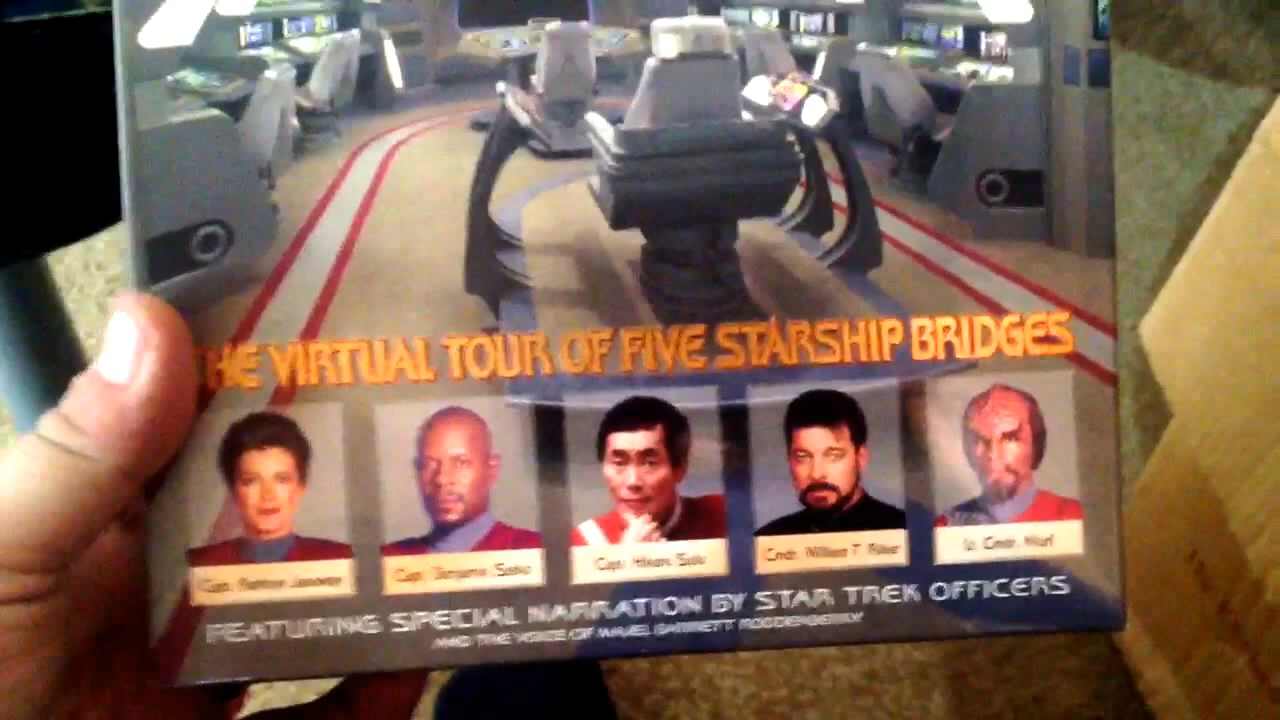 THE VIRTUAL TOUR OF FIVE STARSHIP BRIDGES
Capt. Kathryn Janeway
Capt. Benjamin Sisko
Capt. Hikaru Sulu
Cmdr. William T. Riker
Lt. Cmdr. Worf
FEATURING SPECIAL NARRATION BY STAR TREK OFFICERS
AND THE VOICE OF MAJEL BARRETT RODDENBERRY